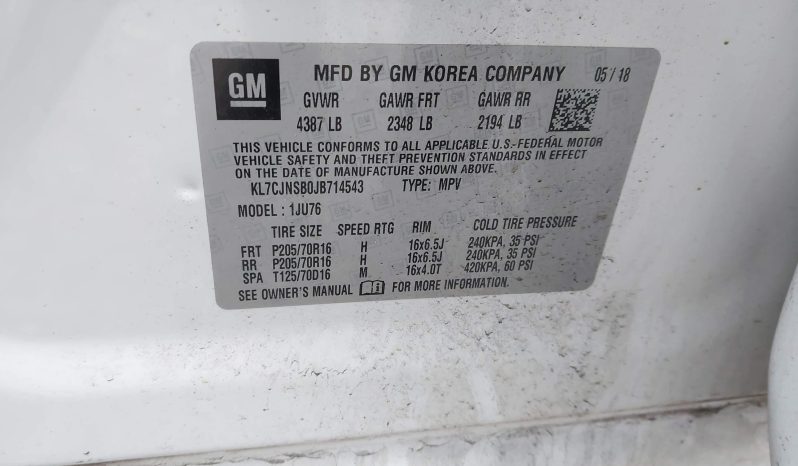 GM MFD BY GM KOREA COMPANY 05/18
GVWR GAWR FRT GAWR RR
4387 LB 2348 LB 2194 LB
THIS VEHICLE CONFORMS TO ALL APPLICABLE U.S.-FEDERAL MOTOR
VEHICLE SAFETY AND THEFT PREVENTION STANDARDS IN EFFECT
ON THE DATE OF MANUFACTURE SHOWN ABOVE.
KL7CJNSB0JB714543 TYPE: MPV
MODEL: 1JU76
TIRE SIZE SPEED RTG RIM COLD TIRE PRESSURE
FRT P205/70R16 H 16x6.5J 240KPA, 35 PSI
RR P205/70R16 H 16x6.5J 240KPA, 35 PSI
SPA T125/70D16 M 16x4.0T 420KPA, 60 PSI
SEE OWNER'S MANUAL FOR MORE INFORMATION.